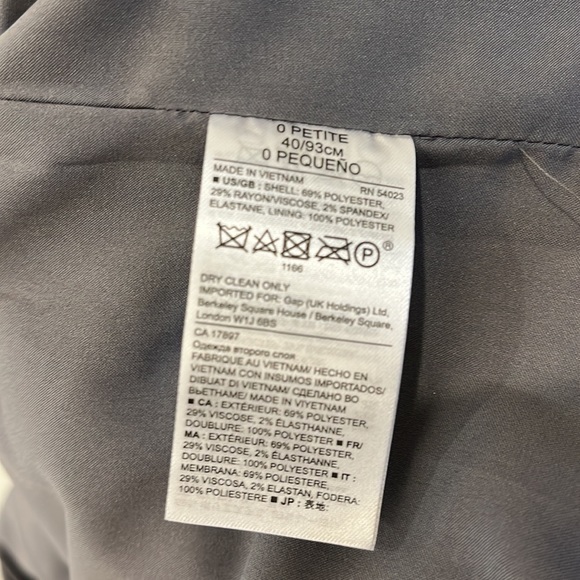 0 PETITE
40/93CM
0 PEQUEÑO
MADE IN VIETNAM RN 54023
■ US/GB : SHELL: 69% POLYESTER,
29% RAYON/VISCOSE, 2% SPANDEX/
ELASTANE, LINING: 100% POLYESTER
P ®
1166
DRY CLEAN ONLY
IMPORTED FOR: Gap (UK Holdings) Ltd,
Berkeley Square House / Berkeley Square,
London W1J 6BS
CA 17897
Одежда второго слоя
FABRIQUE AU VIETNAM/ HECHO EN
VIETNAM CON INSUMOS IMPORTADOS/
DIBUAT DI VIETNAM/ СДЕЛАНО ВО
ВЬЕТНАМЕ/ MADE IN VIYETNAM
■ CA : EXTÉRIEUR: 69% POLYESTER,
29% VISCOSE, 2% ÉLASTHANNE,
DOUBLURE: 100% POLYESTER ■ FR/
MA : EXTÉRIEUR: 69% POLYESTER,
29% VISCOSE, 2% ÉLASTHANNE,
DOUBLURE: 100% POLYESTER ■ IT :
MEMBRANA: 69% POLIESTERE,
29% VISCOSA, 2% ELASTAN, FODERA:
100% POLIESTERE ■ JP : 表地: